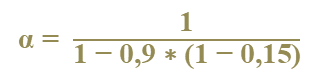 α = 1 / 1 − 0,9 * (1 − 0,15)